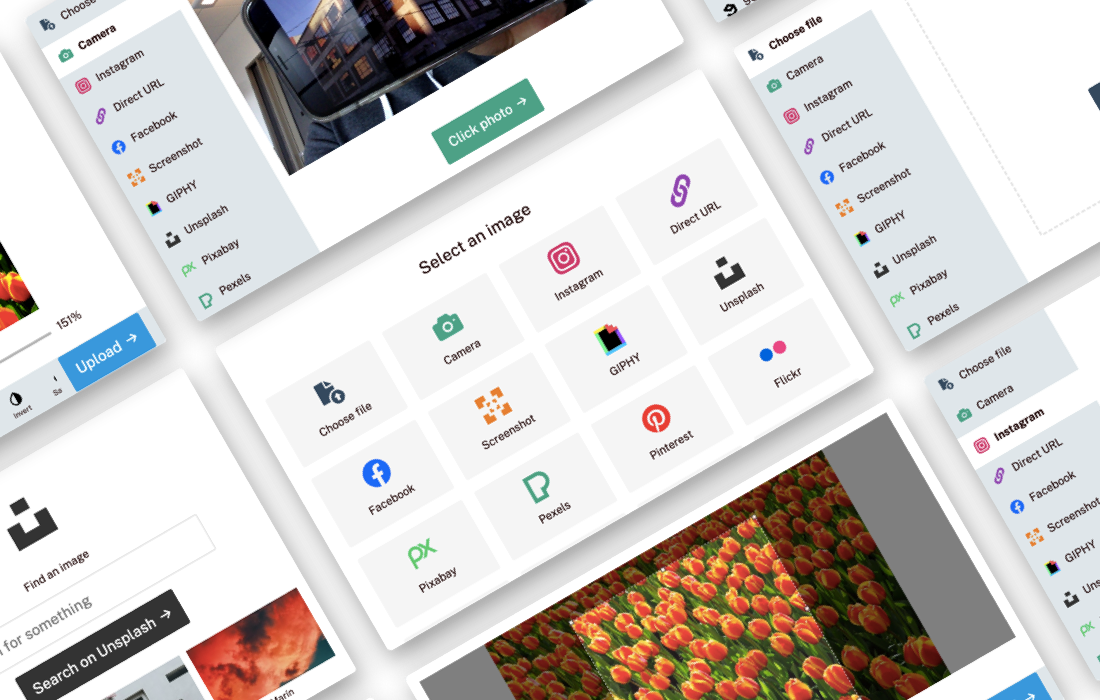 Choose
Camera
Instagram
Direct URL
Facebook
Screenshot
GIPHY
Unsplash
Pixabay
Pexels
Click photo →
151%
Invert
Sa
Upload →
Find an image
for something
Search on Unsplash →
Marin
Select an image
Choose file
Camera
Instagram
Direct URL
Facebook
Screenshot
GIPHY
Unsplash
Pixabay
Pexels
Pinterest
Flickr
Choose file
Camera
Instagram
Direct URL
Facebook
Screenshot
GIPHY
Unsplash
Pixabay
Pexels
Choose file
Camera
Instagram
Direct URL
Facebook
Screenshot
GIPHY
Uns